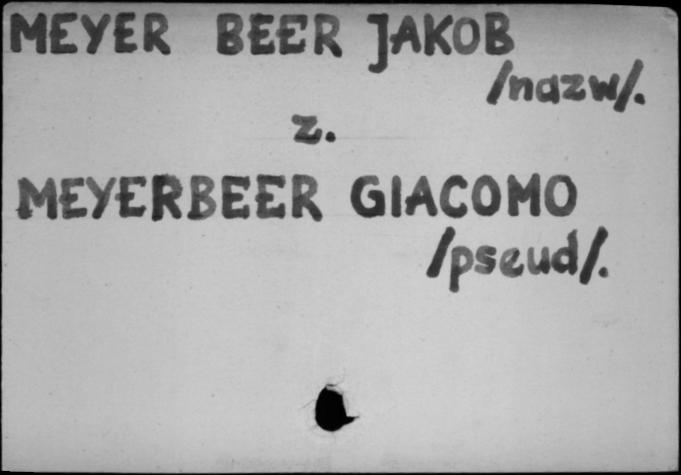 MEYER BEER JAKOB
/nazw/.
z.
MEYERBEER GIACOMO
/pseud/.